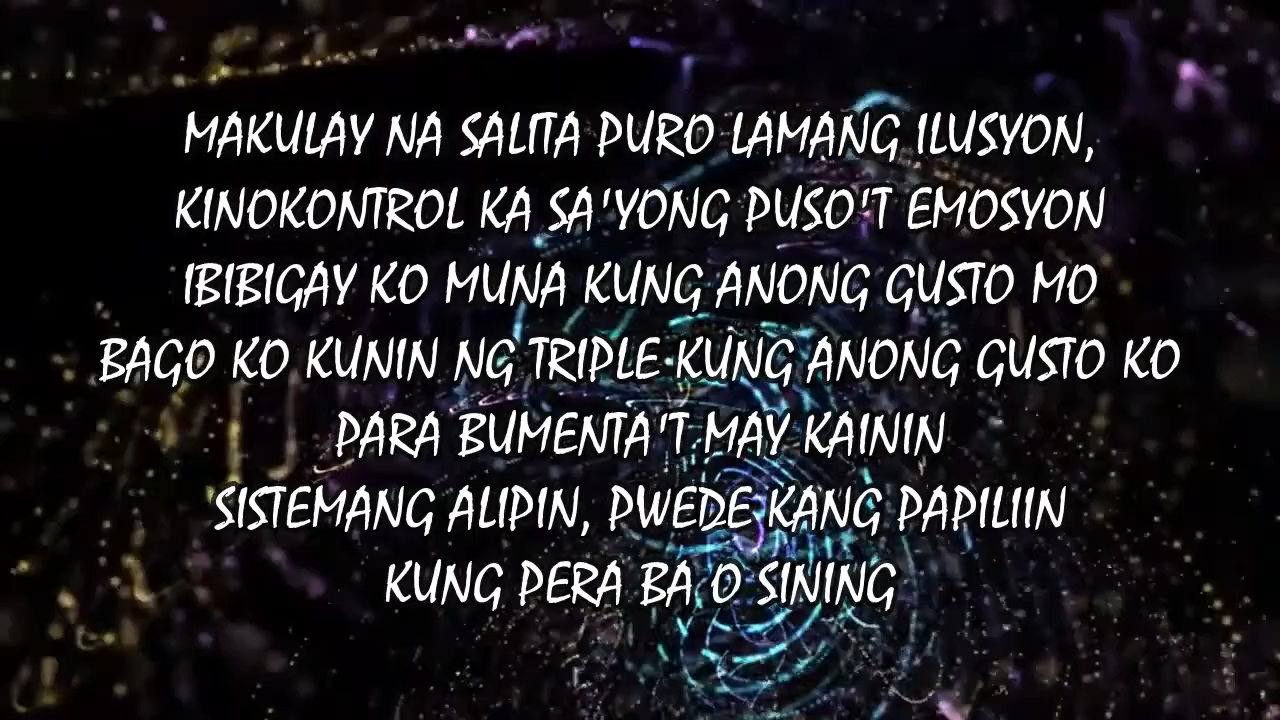 MAKULAY NA SALITA PURO LAMANG ILUSYON,
KINOKONTROL KA SA'YONG PUSO'T EMOSYON
IBIBIGAY KO MUNA KUNG ANONG GUSTO MO
BAGO KO KUNIN NG TRIPLE KUNG ANONG GUSTO KO
PARA BUMENTA'T MAY KAININ
SISTEMANG ALIPIN, PWEDE KANG PAPILIIN
KUNG PERA BA O SINING